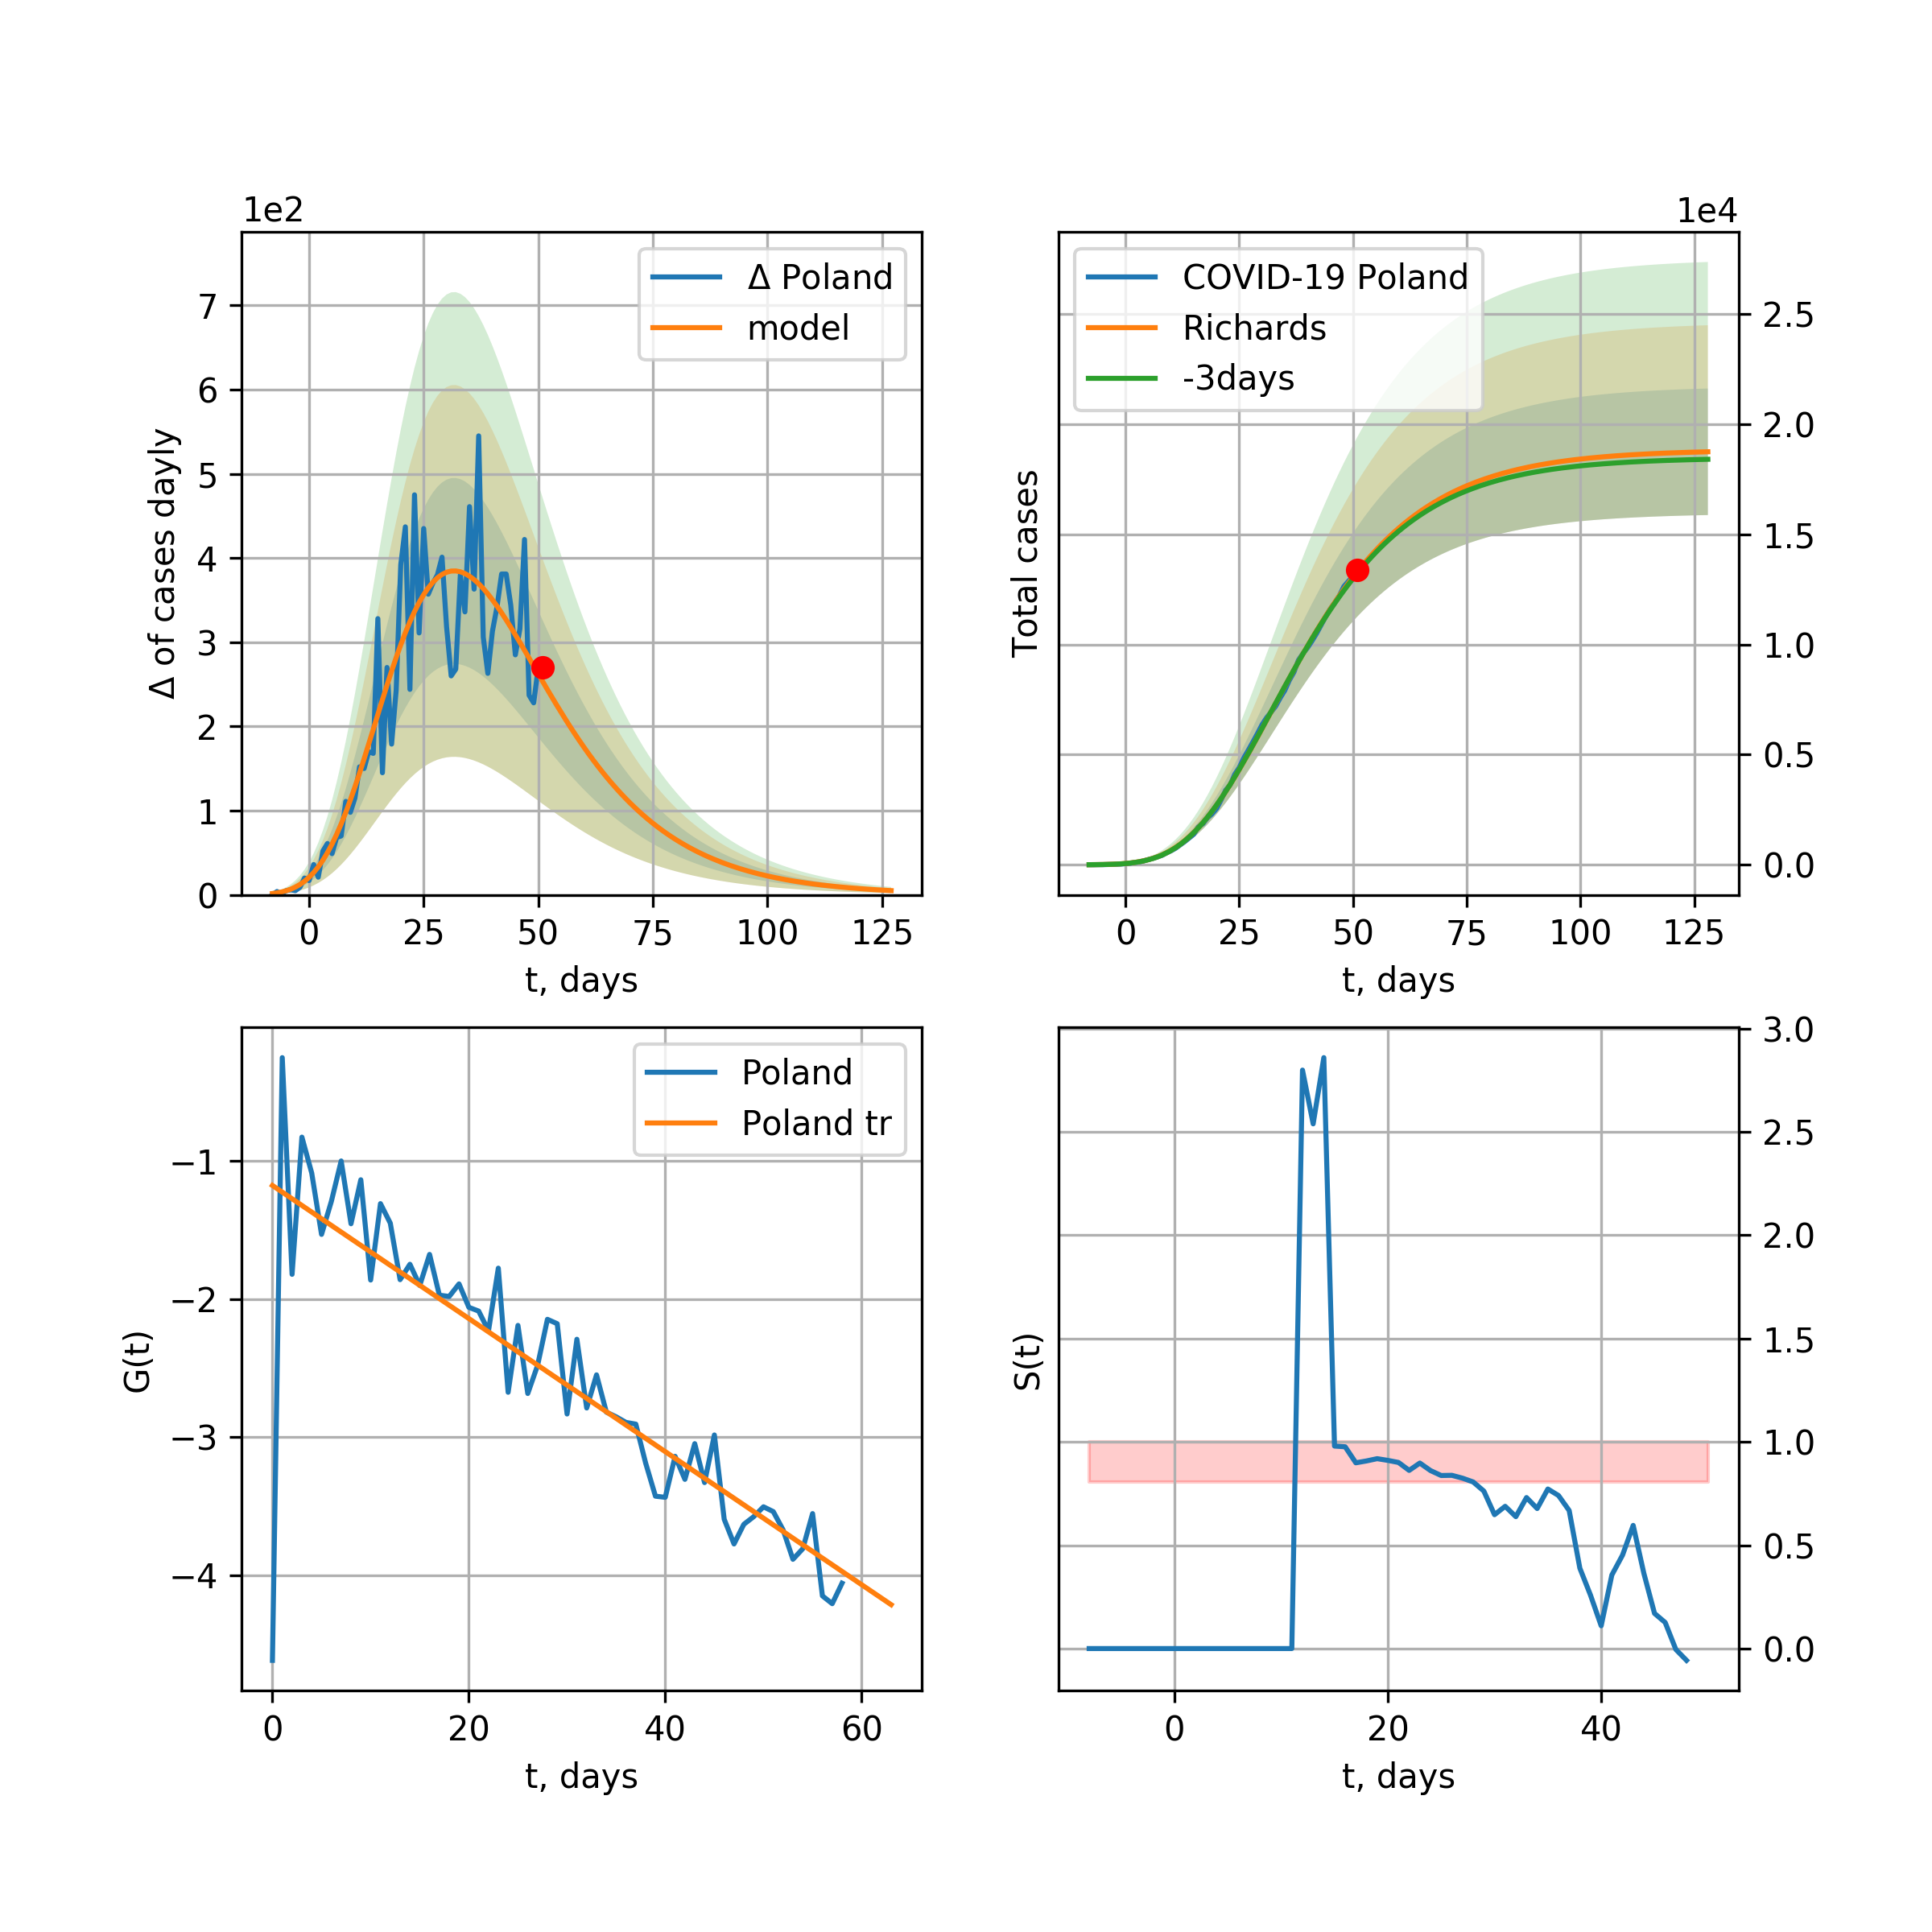 1e2
Δ of cases dayly
7
6
5
4
3
2
1
0
Δ Poland
model
0 25 50 75 100 125
t, days
1e4
Total cases
COVID-19 Poland
Richards
-3days
2.5
2.0
1.5
1.0
0.5
0.0
0 25 50 75 100 125
t, days
G(t)
−1
−2
−3
−4
Poland
Poland tr
0 20 40 60
t, days
S(t)
3.0
2.5
2.0
1.5
1.0
0.5
0.0
0 20 40
t, days